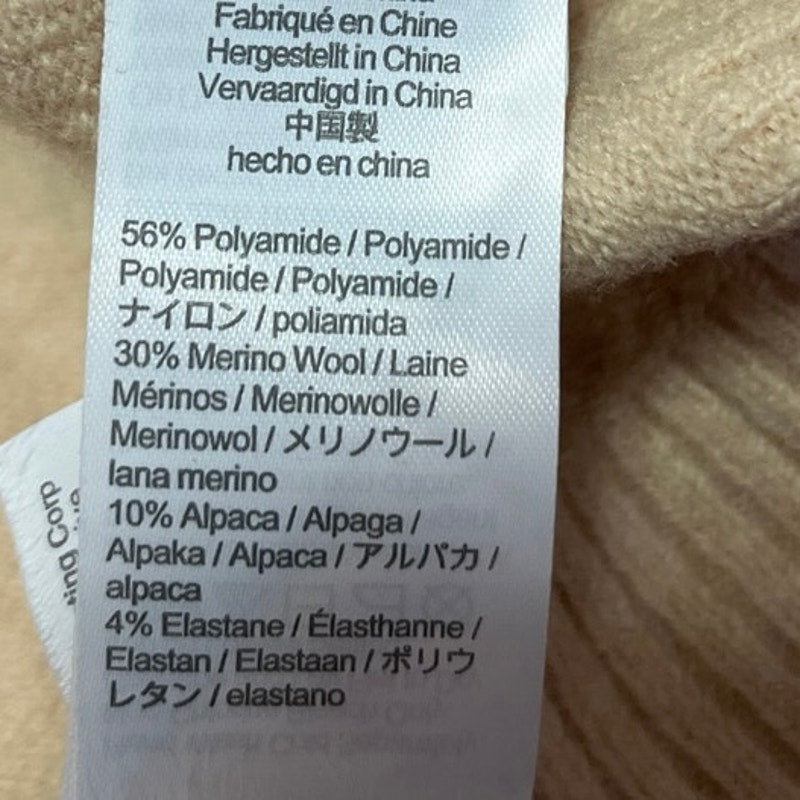 Fabriqué en Chine
Hergestellt in China
Vervaardigd in China
中国製
hecho en china
56% Polyamide / Polyamide /
Polyamide / Polyamide /
ナイロン / poliamida
30% Merino Wool / Laine
Mérinos / Merinowolle /
Merinowol / メリノウール /
lana merino
10% Alpaca / Alpaga /
Alpaka / Alpaca / アルパカ /
alpaca
4% Elastane / Élasthanne /
Elastan / Elastaan / ポリウ
レタン / elastano
Corp